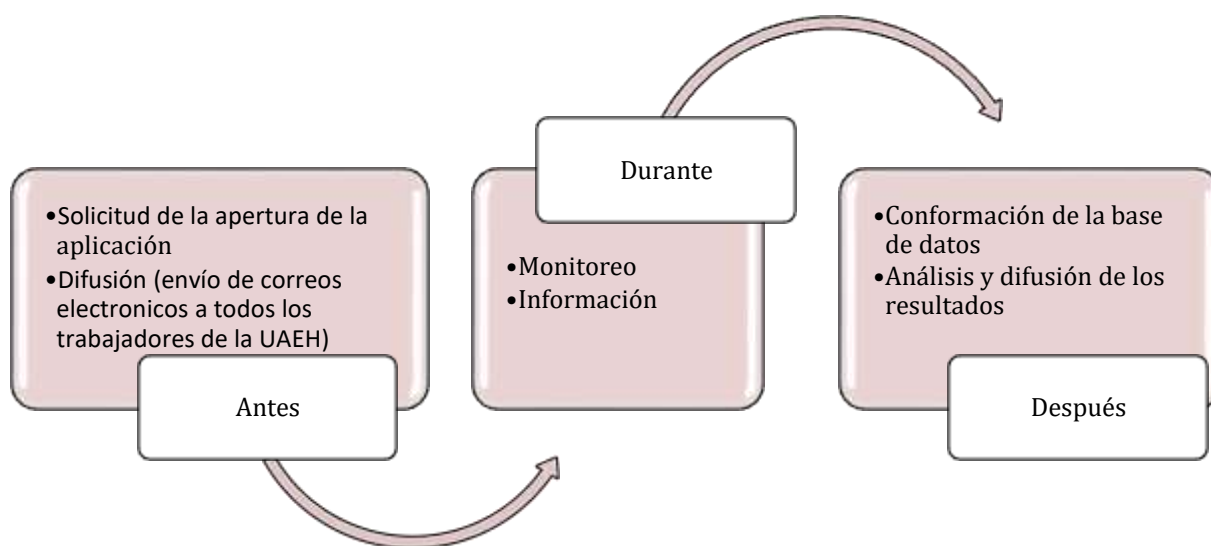 •Solicitud de la apertura de la
aplicación
•Difusión (envío de correos
electronicos a todos los
trabajadores de la UAEH)
Antes
Durante
•Monitoreo
•Información
•Conformación de la base
de datos
•Análisis y difusión de los
resultados
Después